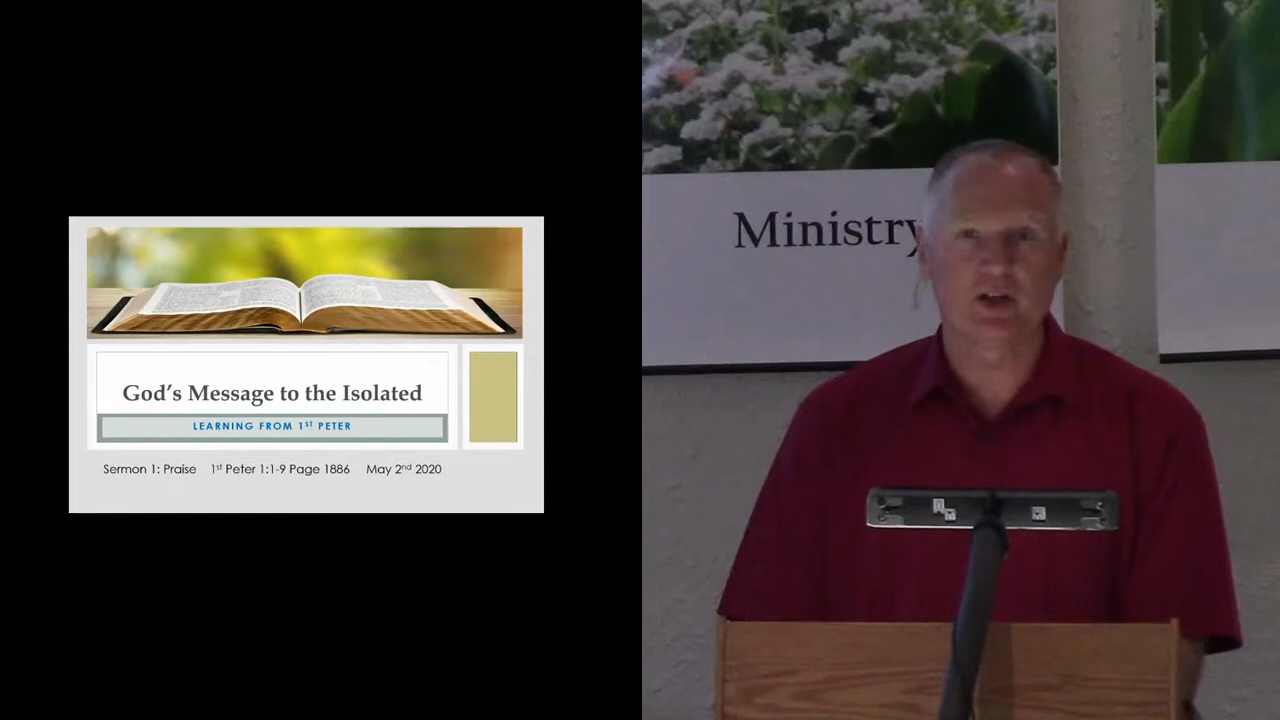 God's Message to the Isolated
LEARNING FROM 1ST PETER
Sermon 1: Praise 1st Peter 1:1-9 Page 1886 May 2nd 2020
Ministry